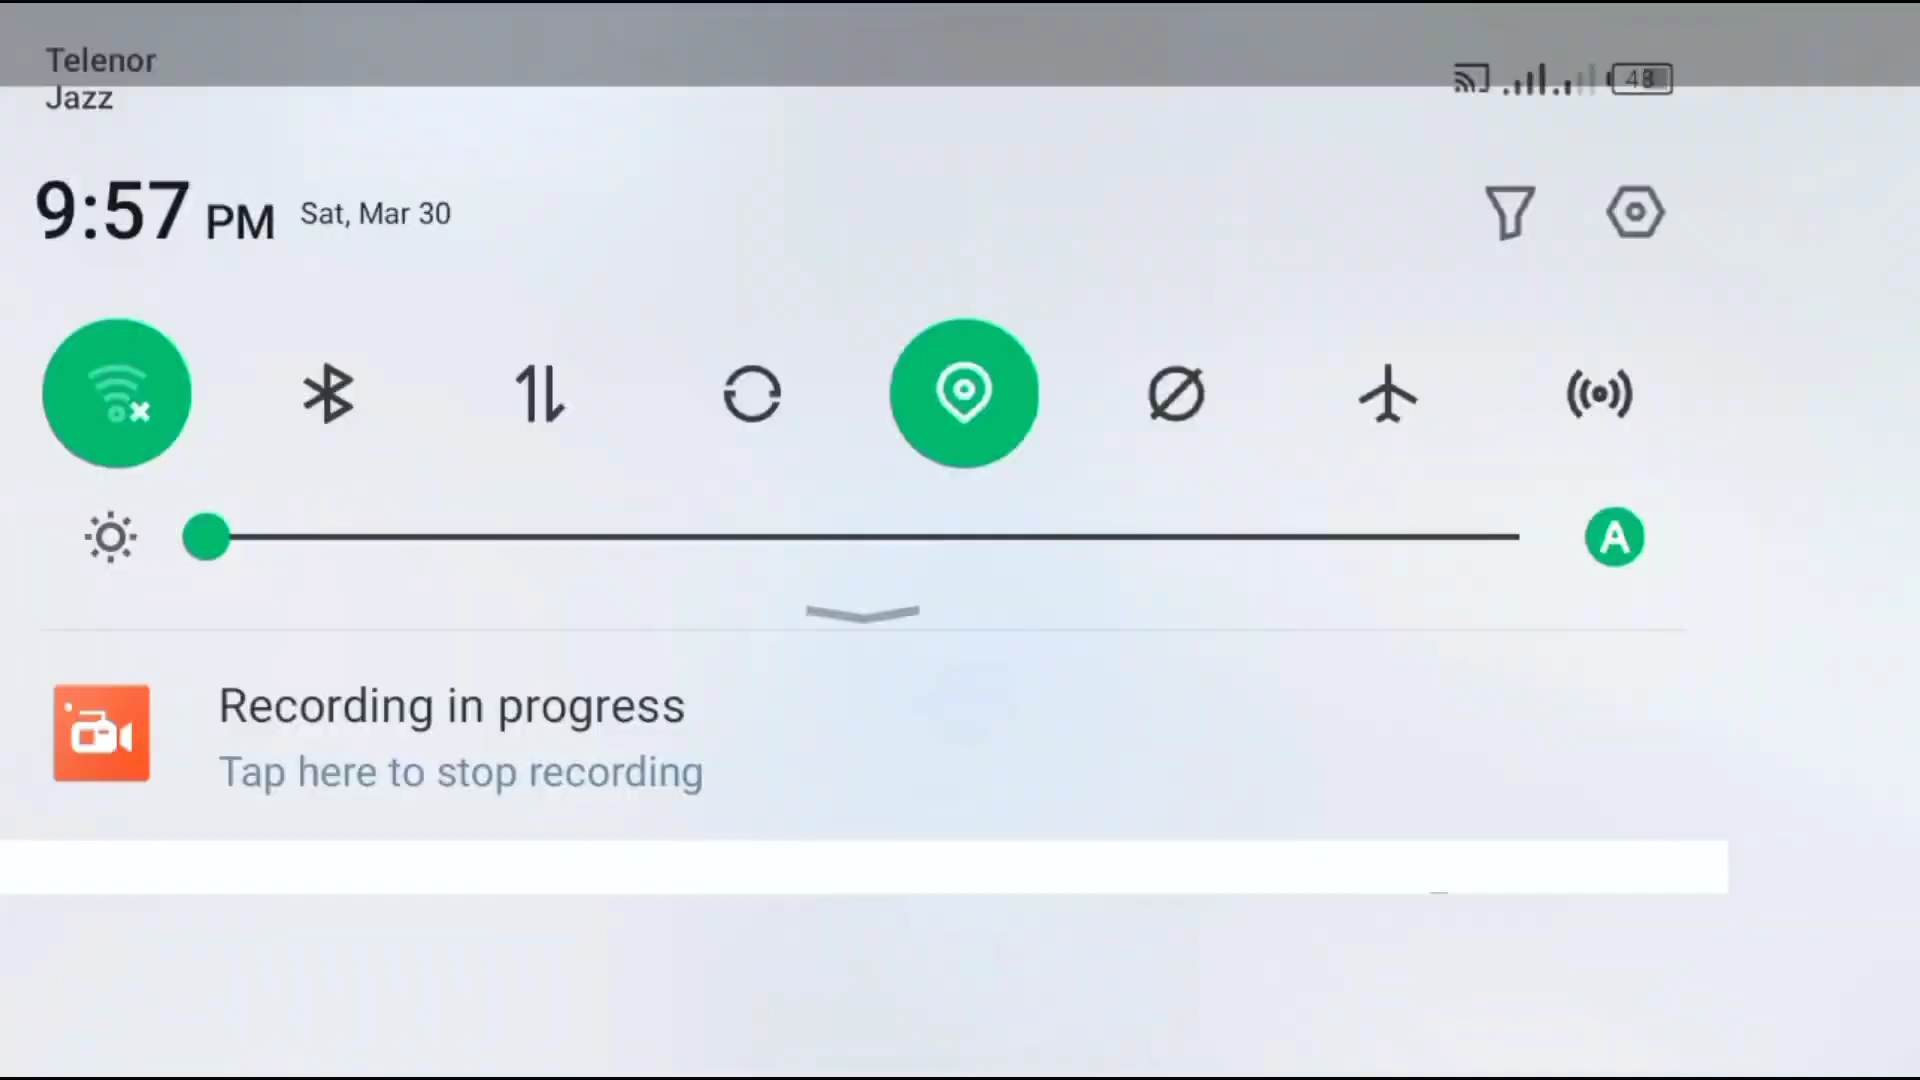 Telenor
Jazz
48
9:57 PM Sat, Mar 30
A
Recording in progress
Tap here to stop recording